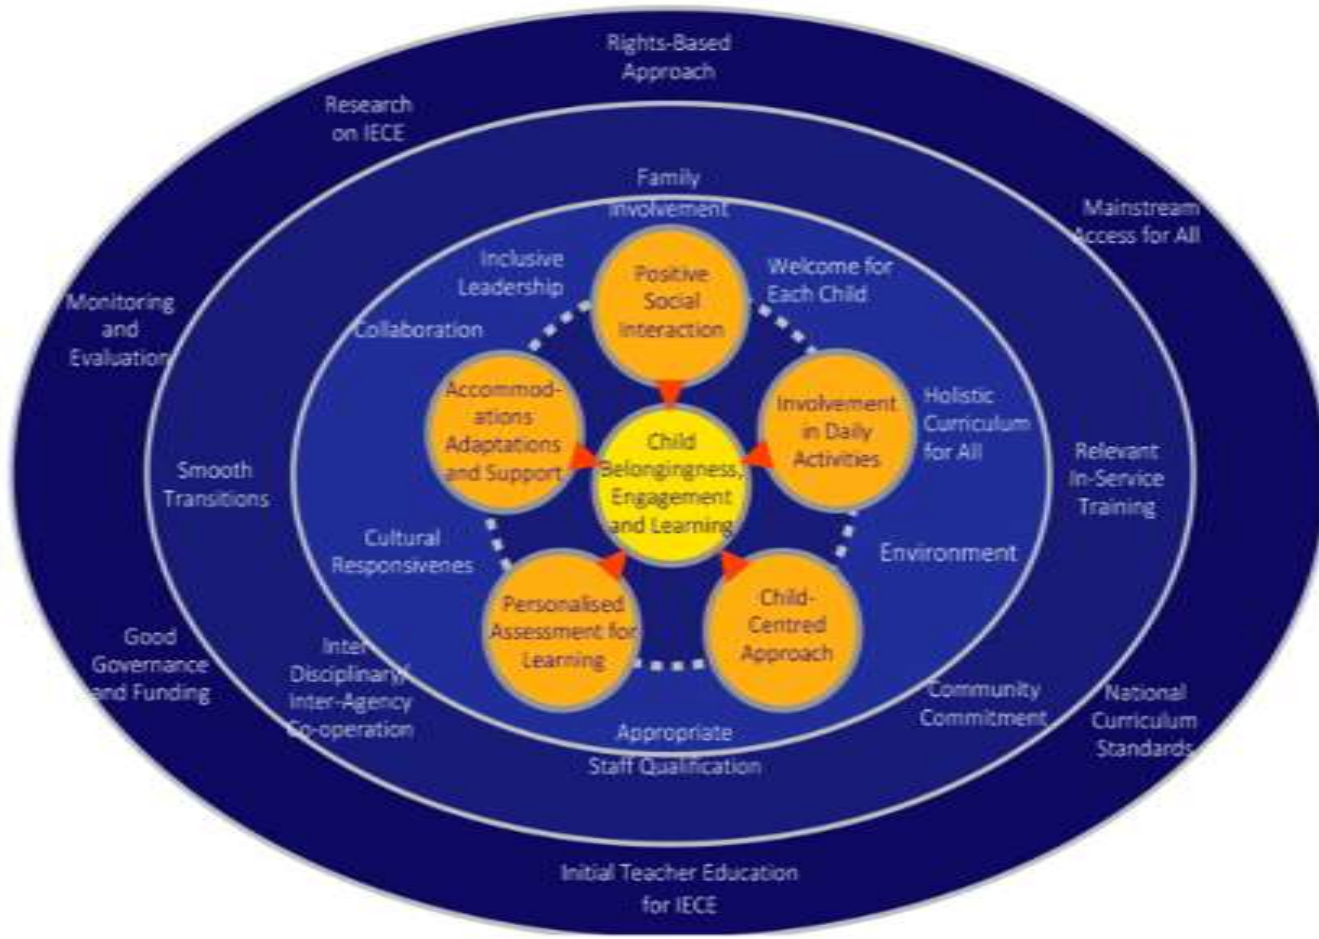 Rights-Based
Approach
Research
on IECE
Family
Involvement
Mainstream
Access for All
Inclusive
Leadership
Positive
Social
Interaction
Welcome for
Each Child
Monitoring
and
Evaluation
Collaboration
Accommod-
ations
Adaptations
and Support
Involvement
in Daily
Activities
Holistic
Curriculum
for All
Child
Belongingness,
Engagement
and Learning
Smooth
Transitions
Relevant
In-Service
Training
Cultural
Responsivenes
Environment
Personalised
Assessment for
Learning
Child-
Centred
Approach
Good
Governance
and Funding
Inter
Disciplinary/
Inter-Agency
Co-operation
Community
Commitment
National
Curriculum
Standards
Appropriate
Staff Qualification
Initial Teacher Education
for IECE